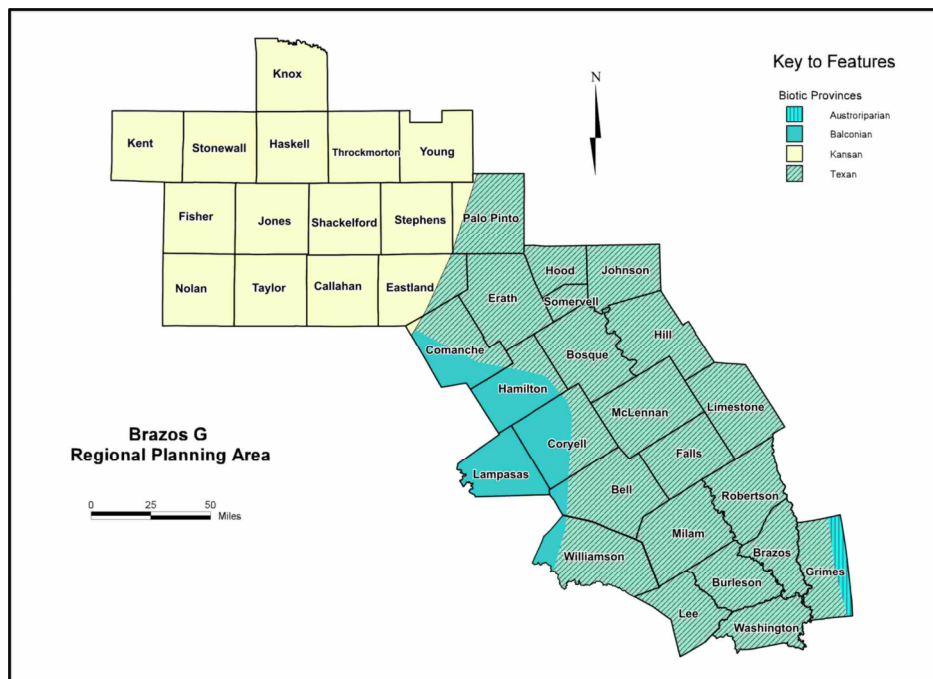 Key to Features
Biotic Provinces
Austroriparian
Balconian
Kansan
Texan
N
Knox
Kent
Stonewall
Haskell
Throckmorton
Young
Fisher
Jones
Shackelford
Stephens
Palo Pinto
Nolan
Taylor
Callahan
Eastland
Hood
Johnson
Erath
Somervell
Comanche
Bosque
Hill
Hamilton
McLennan
Limestone
Coryell
Falls
Lampasas
Bell
Robertson
Milam
Brazos
Williamson
Grimes
Burleson
Lee
Washington
Brazos G
Regional Planning Area
0 25 50
Miles